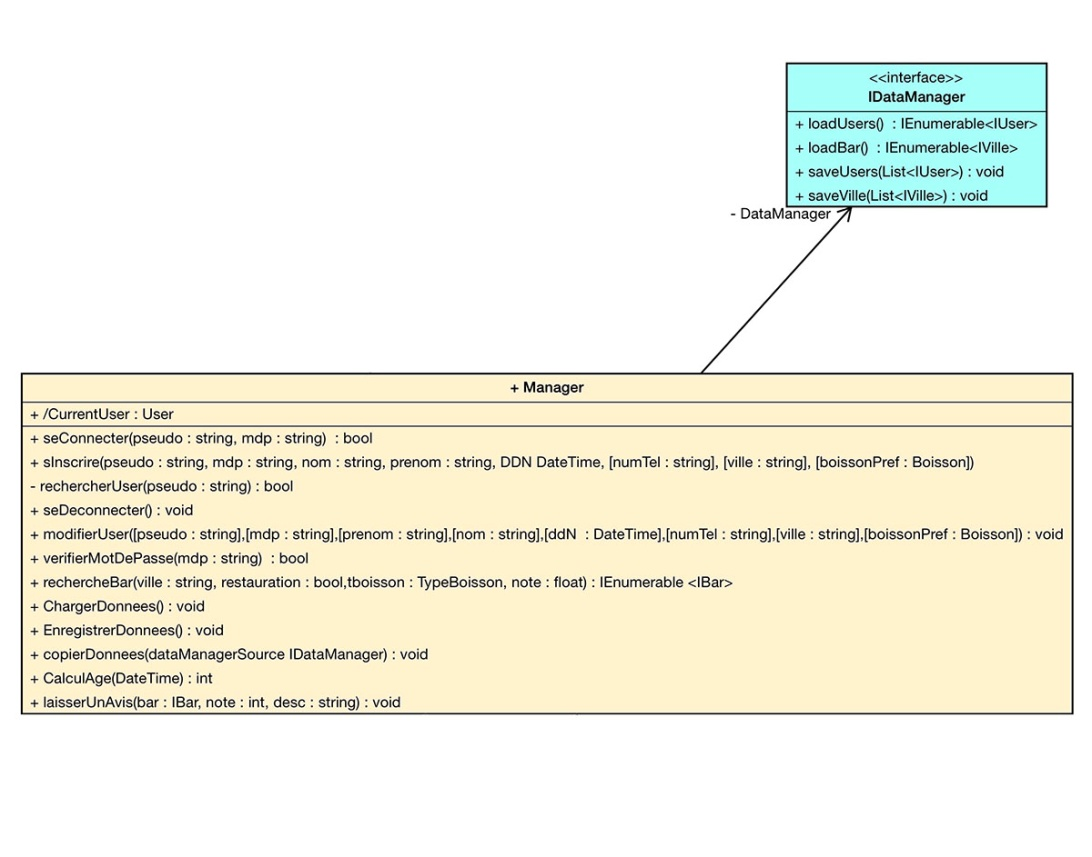 <<interface>>
IDataManager
+ loadUsers() : IEnumerable<IUser>
+ loadBar() : IEnumerable<IVille>
+ saveUsers(List<IUser>) : void
+ saveVille(List<IVille>) : void
- DataManager
+ Manager
+ /CurrentUser : User
+ seConnecter(pseudo : string, mdp : string) : bool
+ sInscrire(pseudo : string, mdp : string, nom : string, prenom : string, DDN DateTime, [numTel : string], [ville : string], [boissonPref : Boisson])
- rechercherUser(pseudo : string) : bool
+ seDeconnecter() : void
+ modifierUser([pseudo : string],[mdp : string],[prenom : string],[nom : string],[ddN : DateTime],[numTel : string],[ville : string],[boissonPref : Boisson]) : void
+ verifierMotDePasse(mdp : string) : bool
+ rechercheBar(ville : string, restauration : bool,tboisson : TypeBoisson, note : float) : IEnumerable <IBar>
+ ChargerDonnees() : void
+ EnregistrerDonnees() : void
+ copierDonnees(dataManagerSource IDataManager) : void
+ CalculAge(DateTime) : int
+ laisserUnAvis(bar : IBar, note : int, desc : string) : void